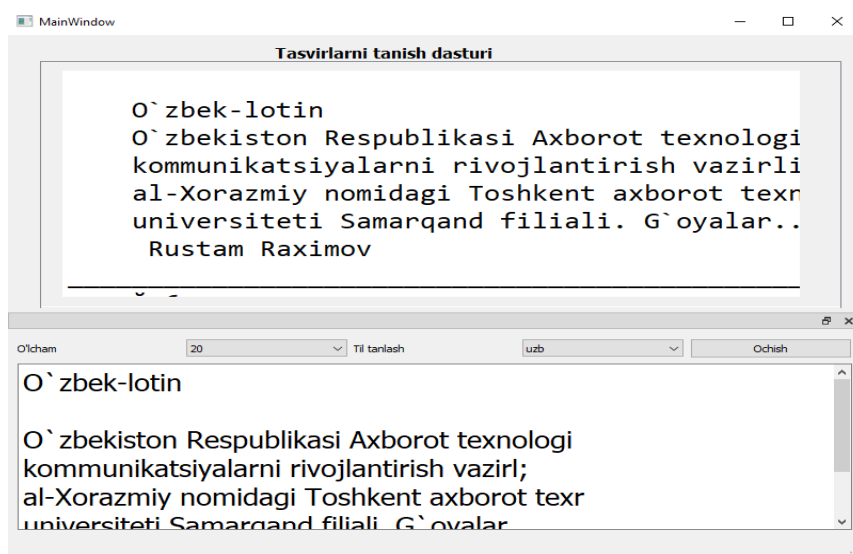 MainWindow
Tasvirlarni tanish dasturi
O`zbek-lotin
O`zbekiston Respublikasi Axborot texnologi
kommunikatsiyalarni rivojlantirish vazirli
al-Xorazmiy nomidagi Toshkent axborot texn
universiteti Samarqand filiali. G`oyalar..
Rustam Raximov
O'lcham 20 Til tanlash uzb Ochish
O`zbek-lotin
O`zbekiston Respublikasi Axborot texnologi
kommunikatsiyalarni rivojlantirish vazirl;
al-Xorazmiy nomidagi Toshkent axborot texr
universiteti Samarqand filiali. G`oyalar